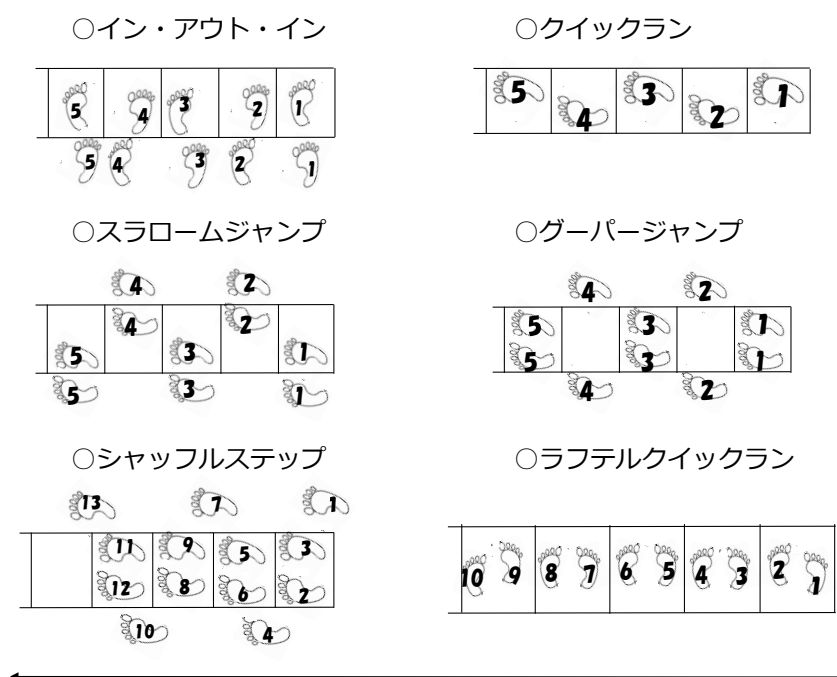 ○イン・アウト・イン
5 4 3 2 1
5 4 3 2 1
○クイックラン
5 4 3 2 1
○スラロームジャンプ
4 2
4 2
5 3 1
5 3 1
○グーパージャンプ
4 2
5 3 1
5 3 1
4 2
○シャッフルステップ
13 7 1
11 9 5 3
12 8 6 2
10 4
○ラフテルクイックラン
10 9 8 7 6 5 4 3 2 1